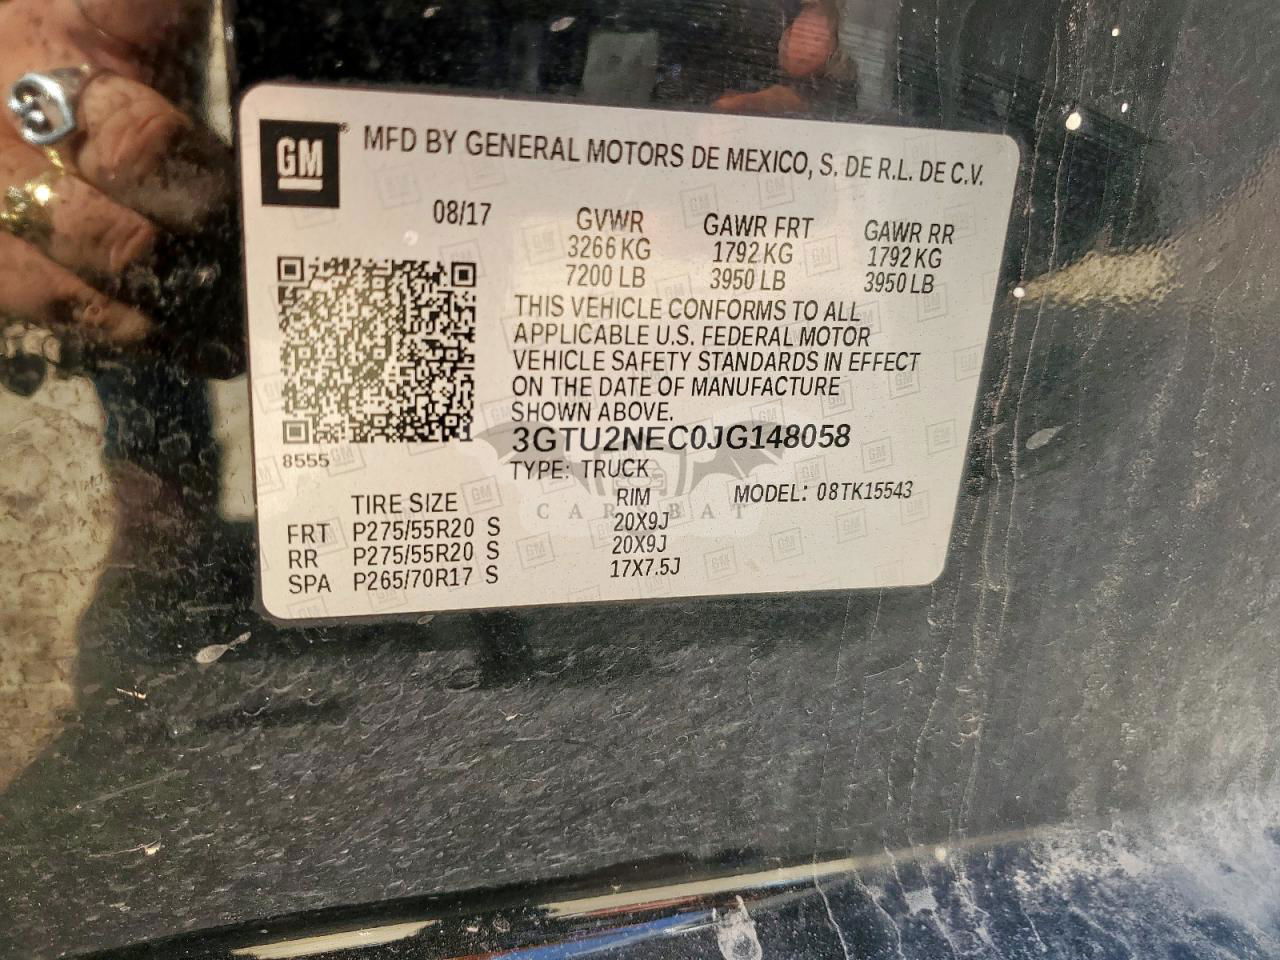 GM
MFD BY GENERAL MOTORS DE MEXICO, S. DE R.L. DE C.V.
08/17
GVWR GAWR FRT GAWR RR
3266 KG 1792 KG 1792 KG
7200 LB 3950 LB 3950 LB
THIS VEHICLE CONFORMS TO ALL
APPLICABLE U.S. FEDERAL MOTOR
VEHICLE SAFETY STANDARDS IN EFFECT
ON THE DATE OF MANUFACTURE
SHOWN ABOVE.
3GTU2NEC0JG148058
8555
TYPE: TRUCK
TIRE SIZE RIM MODEL: 08TK15543
FRT P275/55R20 S 20X9J
RR P275/55R20 S 20X9J
SPA P265/70R17 S 17X7.5J
CARSBAT